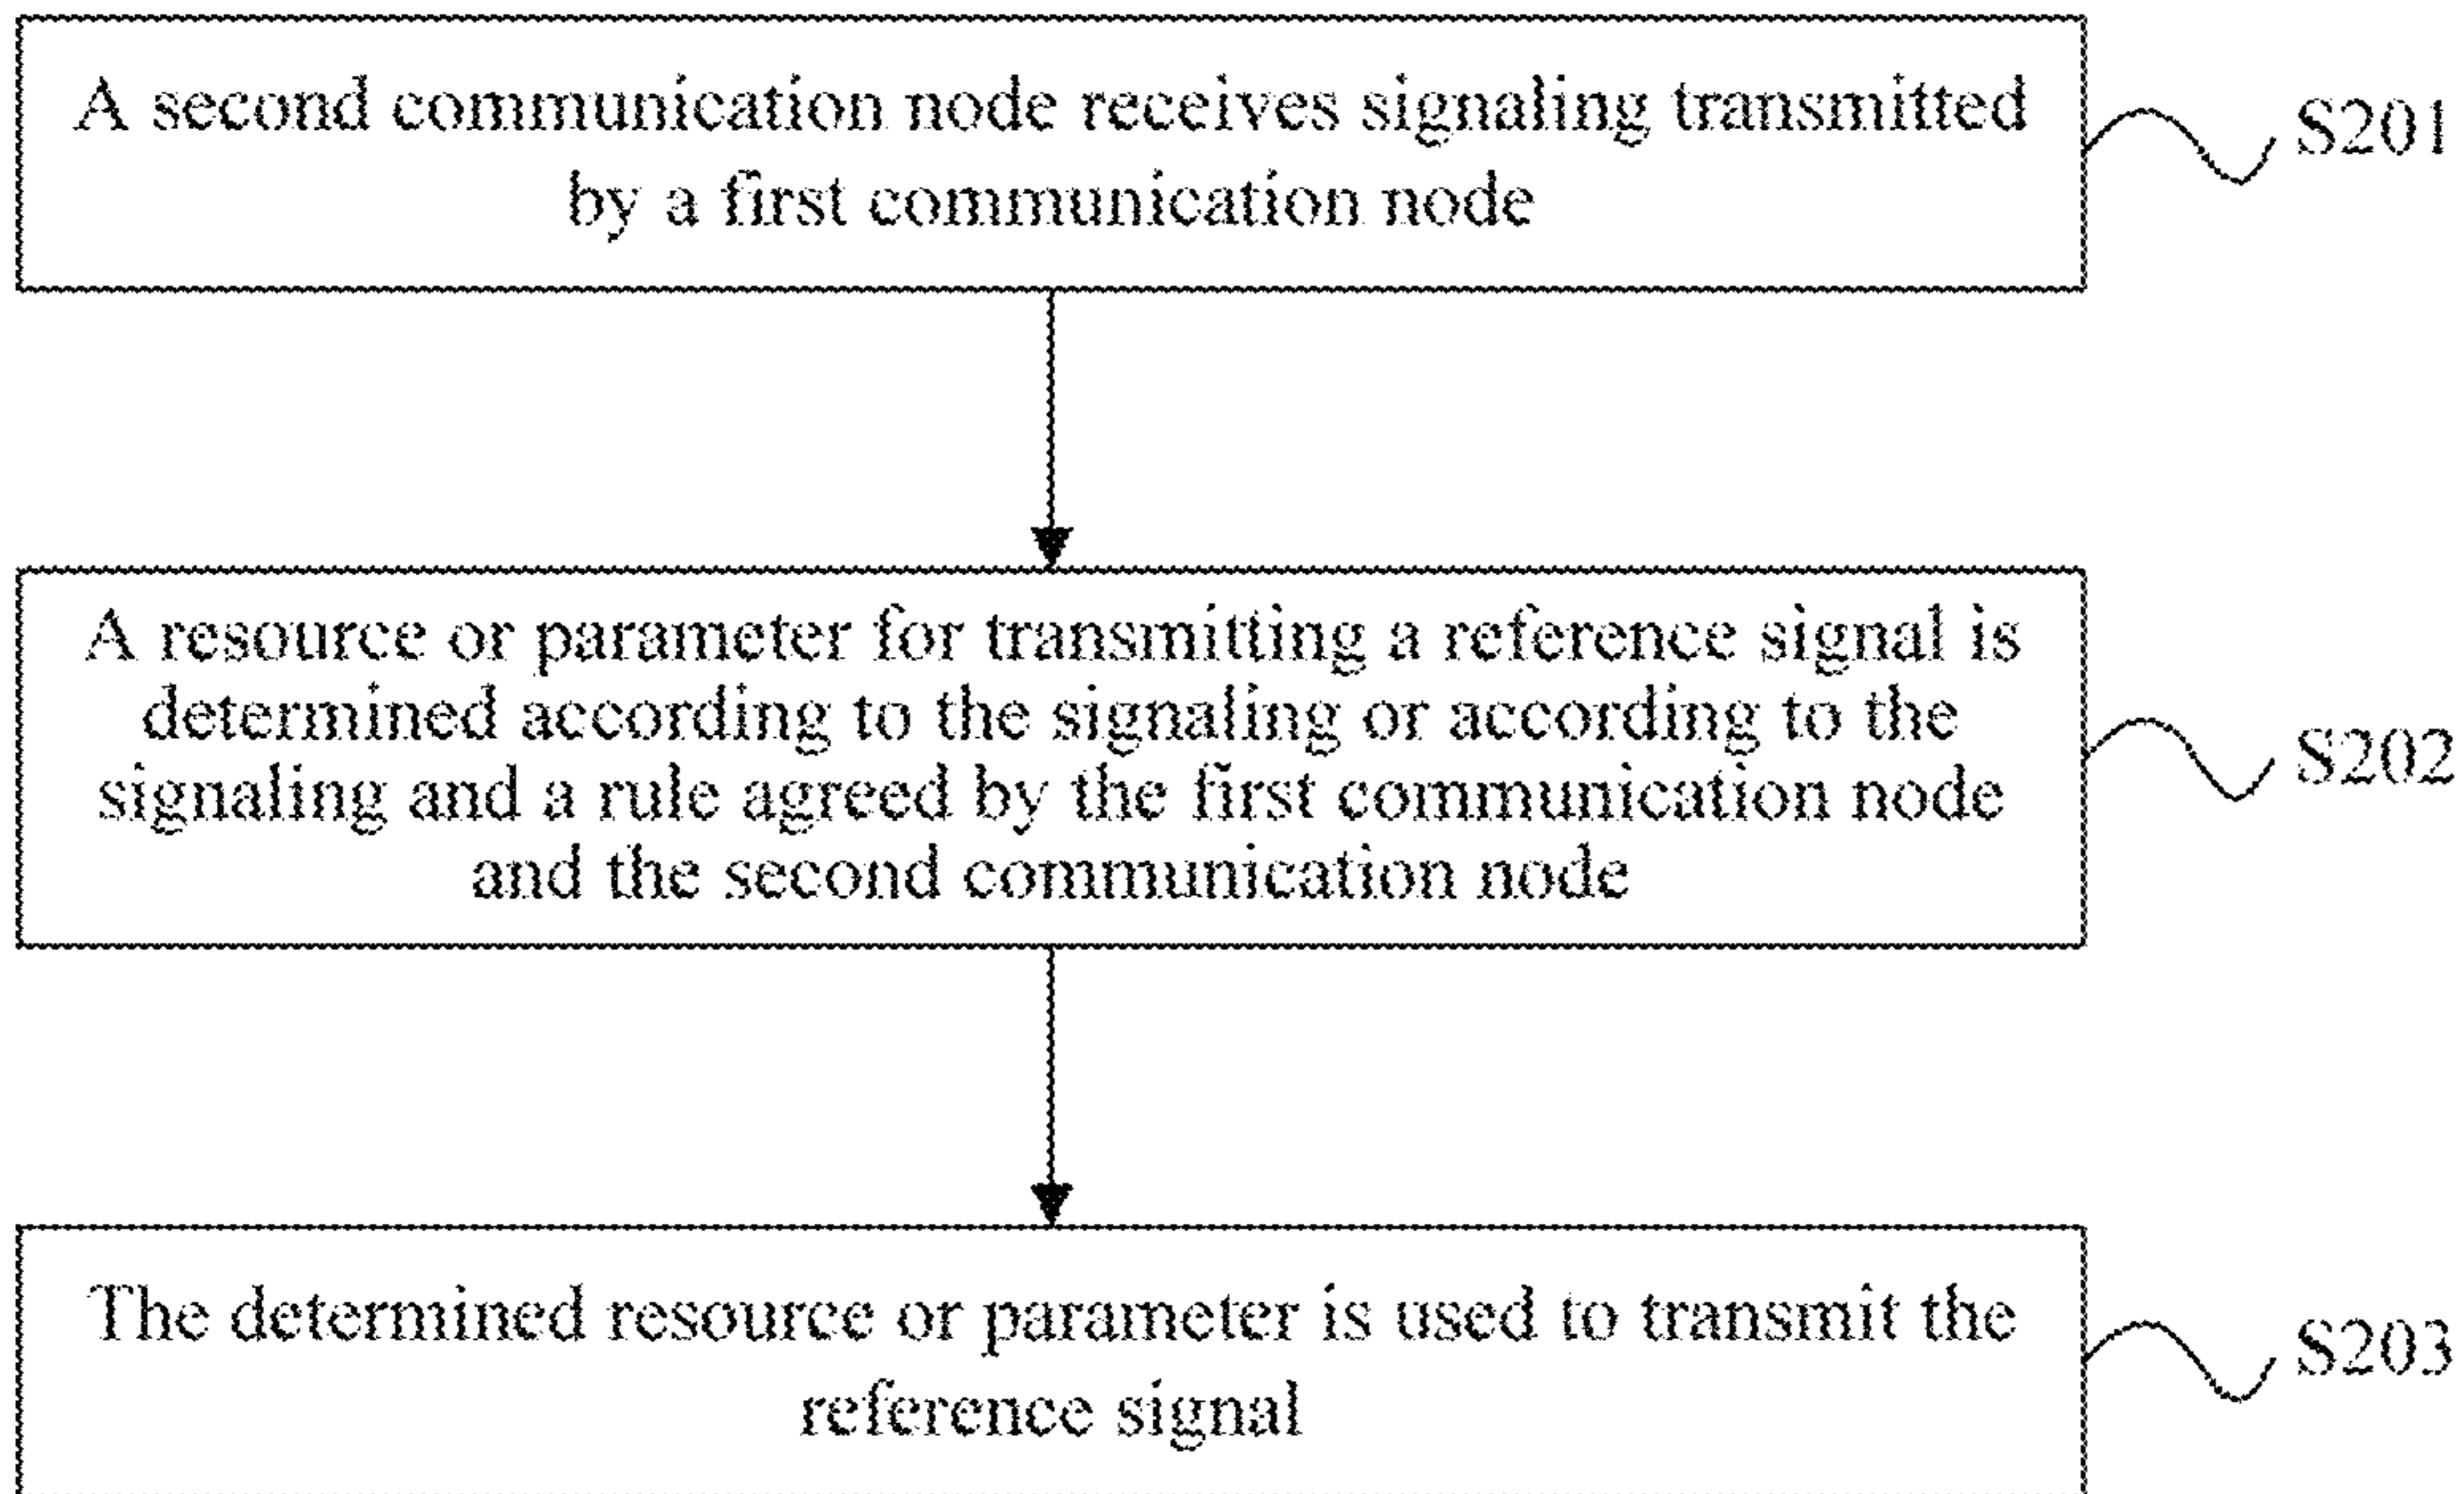 A second communication node receives signaling transmitted
by a first communication node
S201
A resource or parameter for transmitting a reference signal is
determined according to the signaling or according to the
signaling and a rule agreed by the first communication node
and the second communication node
S202
The determined resource or parameter is used to transmit the
reference signal
S203